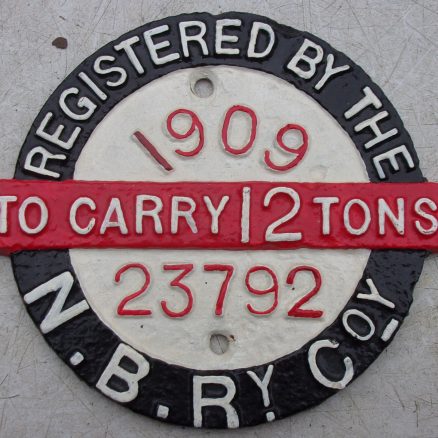 REGISTERED BY THE
1909
TO CARRY 12 TONS
23792
N.B.RY. COY